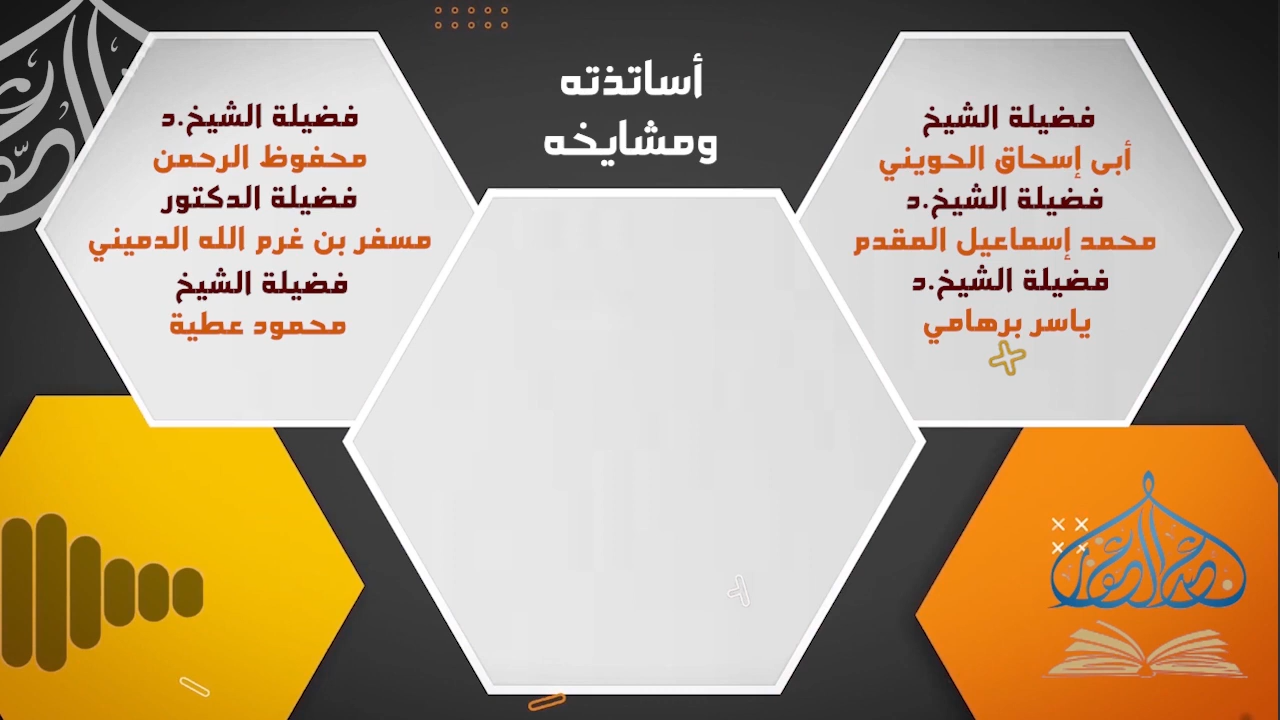 أساتذته
ومشايخه
فضيلة الشيخ
أبى إسحاق الحويني
فضيلة الشيخ.د
محمد إسماعيل المقدم
فضيلة الشيخ.د
ياسر برهامي
فضيلة الشيخ.د
محفوظ الرحمن
فضيلة الدكتور
مسفر بن غرم الله الدميني
فضيلة الشيخ
محمود عطية